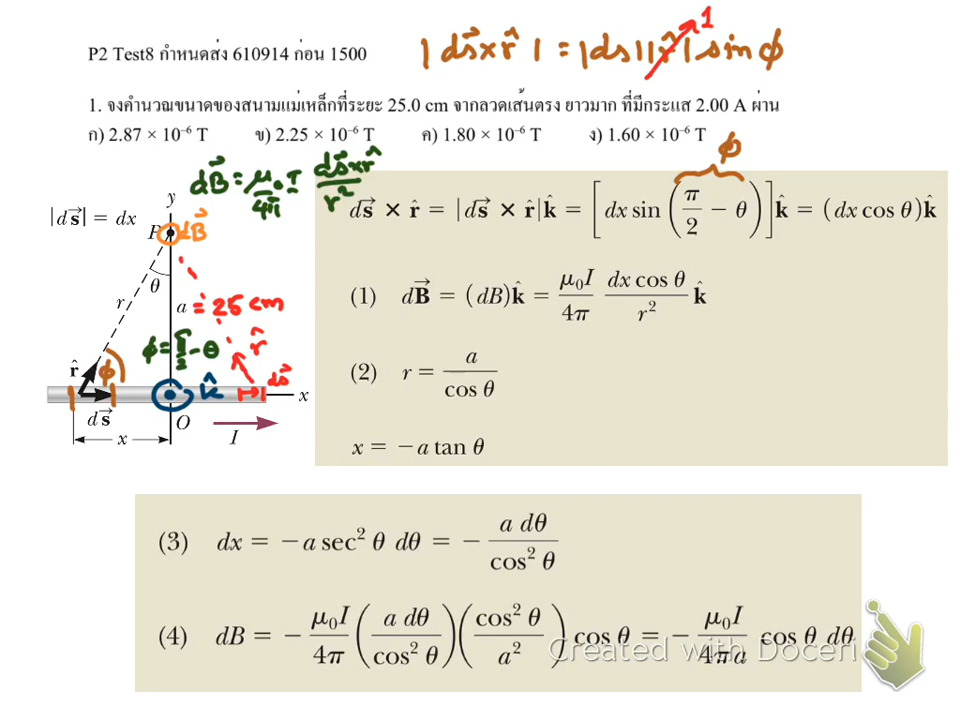 P2 Test8 กำหนดส่ง 610914 ก่อน 1500
|ds⃗ x r̂| = |ds||r̂| sin φ
1
1. จงคำนวณขนาดของสนามแม่เหล็กที่ระยะ 25.0 cm จากลวดเส้นตรง ยาวมาก ที่มีกระแส 2.00 A ผ่าน
ก) 2.87 × 10⁻⁶ T ข) 2.25 × 10⁻⁶ T ค) 1.80 × 10⁻⁶ T ง) 1.60 × 10⁻⁶ T
φ
dB⃗ = μ₀I/4π ds⃗xr̂/r²
|ds⃗| = dx
y
P
dB⃗
θ
r
a = 25 cm
φ = π/2 - θ
r̂
r̂
φ
k̂
ds⃗
x
ds⃗
O
x
I
ds⃗ × r̂ = |ds⃗ × r̂|k̂ = [dx sin (π/2 − θ)]k̂ = (dx cos θ)k̂
(1) dB⃗ = (dB)k̂ = μ₀I/4π dx cos θ/r² k̂
(2) r = a/cos θ
x = −a tan θ
(3) dx = −a sec² θ dθ = − a dθ/cos² θ
(4) dB = − μ₀I/4π (a dθ/cos² θ)(cos² θ/a²) cos θ = − μ₀I/4πa cos θ dθ
Created with Doceri